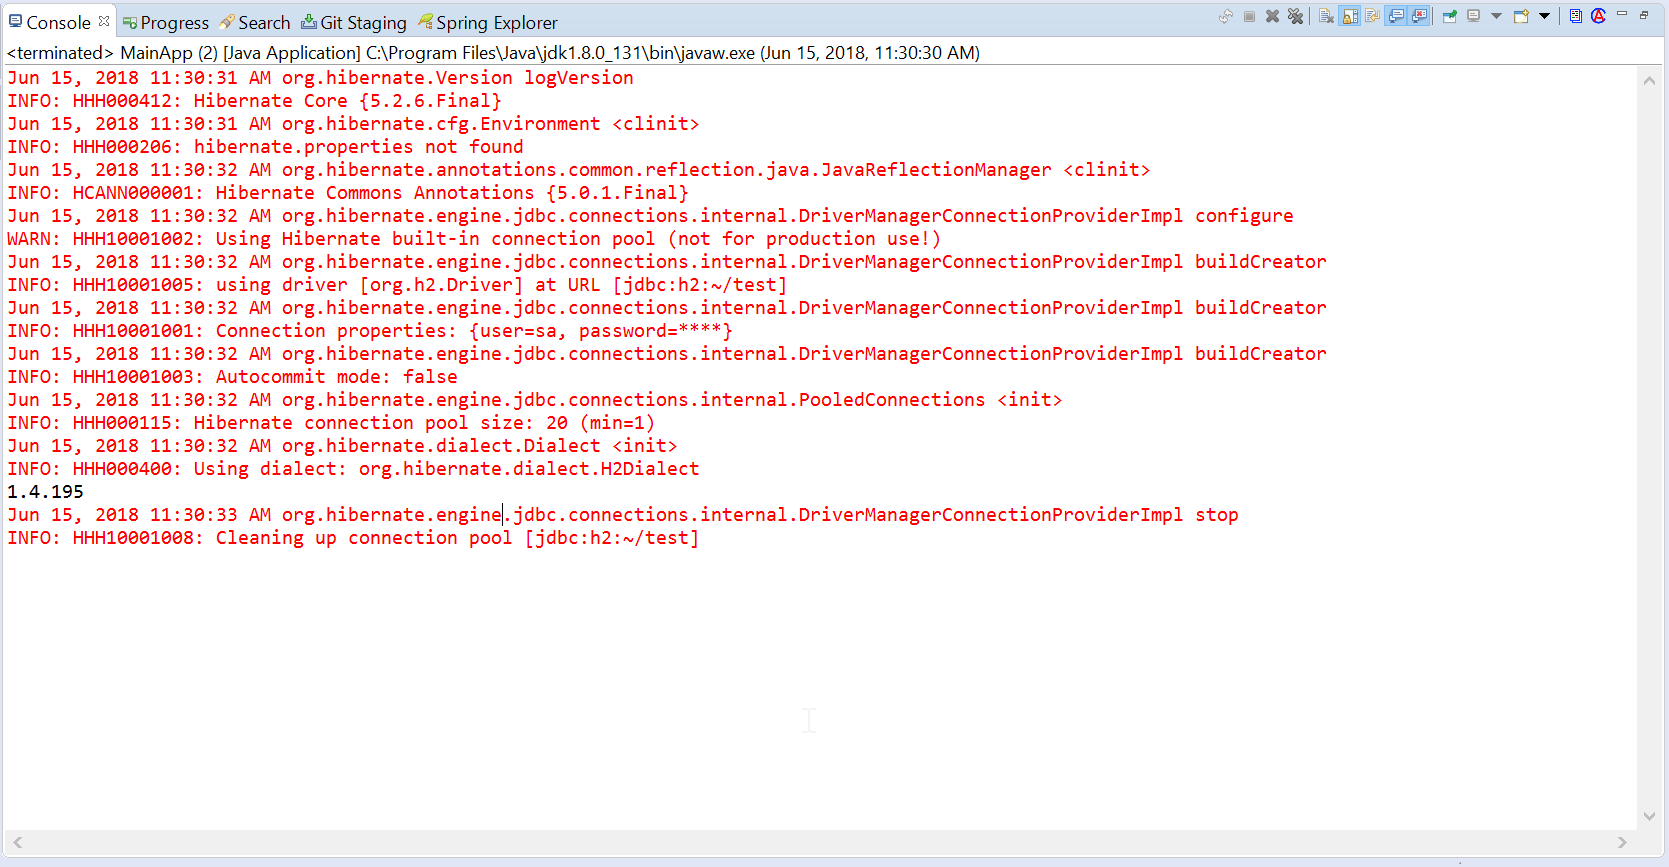 Console Progress Search Git Staging Spring Explorer
<terminated> MainApp (2) [Java Application] C:\Program Files\Java\jdk1.8.0_131\bin\javaw.exe (Jun 15, 2018, 11:30:30 AM)
Jun 15, 2018 11:30:31 AM org.hibernate.Version logVersion
INFO: HHH000412: Hibernate Core {5.2.6.Final}
Jun 15, 2018 11:30:31 AM org.hibernate.cfg.Environment <clinit>
INFO: HHH000206: hibernate.properties not found
Jun 15, 2018 11:30:32 AM org.hibernate.annotations.common.reflection.java.JavaReflectionManager <clinit>
INFO: HCANN000001: Hibernate Commons Annotations {5.0.1.Final}
Jun 15, 2018 11:30:32 AM org.hibernate.engine.jdbc.connections.internal.DriverManagerConnectionProviderImpl configure
WARN: HHH10001002: Using Hibernate built-in connection pool (not for production use!)
Jun 15, 2018 11:30:32 AM org.hibernate.engine.jdbc.connections.internal.DriverManagerConnectionProviderImpl buildCreator
INFO: HHH10001005: using driver [org.h2.Driver] at URL [jdbc:h2:~/test]
Jun 15, 2018 11:30:32 AM org.hibernate.engine.jdbc.connections.internal.DriverManagerConnectionProviderImpl buildCreator
INFO: HHH10001001: Connection properties: {user=sa, password=****}
Jun 15, 2018 11:30:32 AM org.hibernate.engine.jdbc.connections.internal.DriverManagerConnectionProviderImpl buildCreator
INFO: HHH10001003: Autocommit mode: false
Jun 15, 2018 11:30:32 AM org.hibernate.engine.jdbc.connections.internal.PooledConnections <init>
INFO: HHH000115: Hibernate connection pool size: 20 (min=1)
Jun 15, 2018 11:30:32 AM org.hibernate.dialect.Dialect <init>
INFO: HHH000400: Using dialect: org.hibernate.dialect.H2Dialect
1.4.195
Jun 15, 2018 11:30:33 AM org.hibernate.engine.jdbc.connections.internal.DriverManagerConnectionProviderImpl stop
INFO: HHH10001008: Cleaning up connection pool [jdbc:h2:~/test]